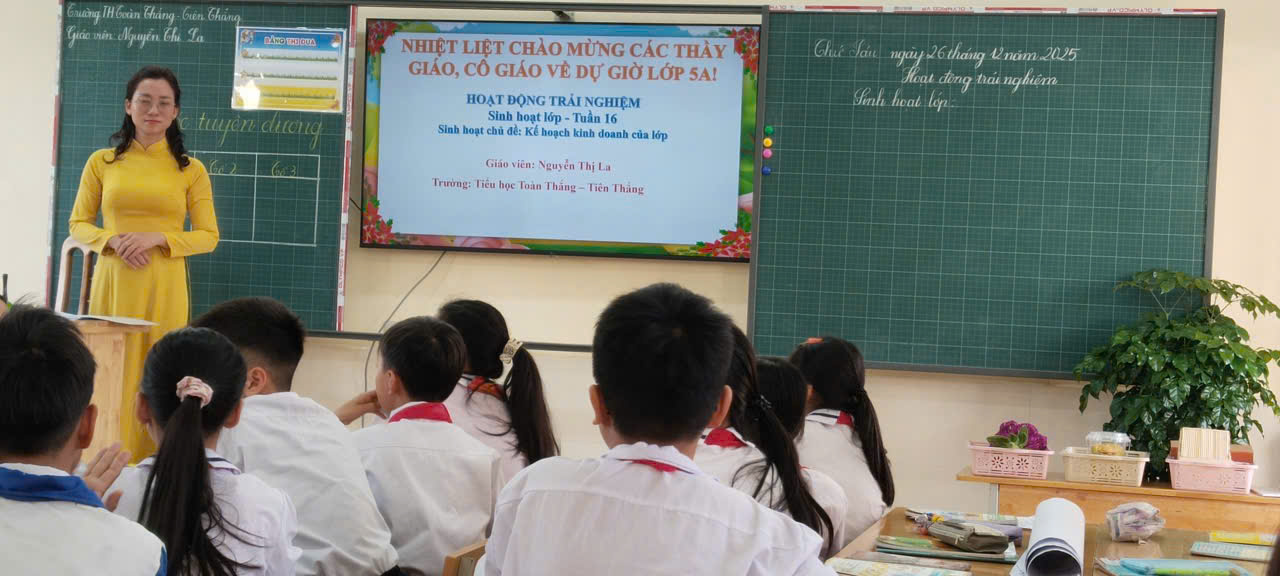 Trường TH Toàn Thắng - Tiên Thắng
Giáo viên: Nguyễn Thị La
BẢNG THI ĐUA
tuyên dương
Tổ 2
Tổ 3
NHIỆT LIỆT CHÀO MỪNG CÁC THẦY
GIÁO, CÔ GIÁO VỀ DỰ GIỜ LỚP 5A!
HOẠT ĐỘNG TRẢI NGHIỆM
Sinh hoạt lớp - Tuần 16
Sinh hoạt chủ đề: Kế hoạch kinh doanh của lớp
Giáo viên: Nguyễn Thị La
Trường: Tiểu học Toàn Thắng – Tiên Thắng
Thứ Sáu ngày 26 tháng 12 năm 2025
Hoạt động trải nghiệm
Sinh hoạt lớp: